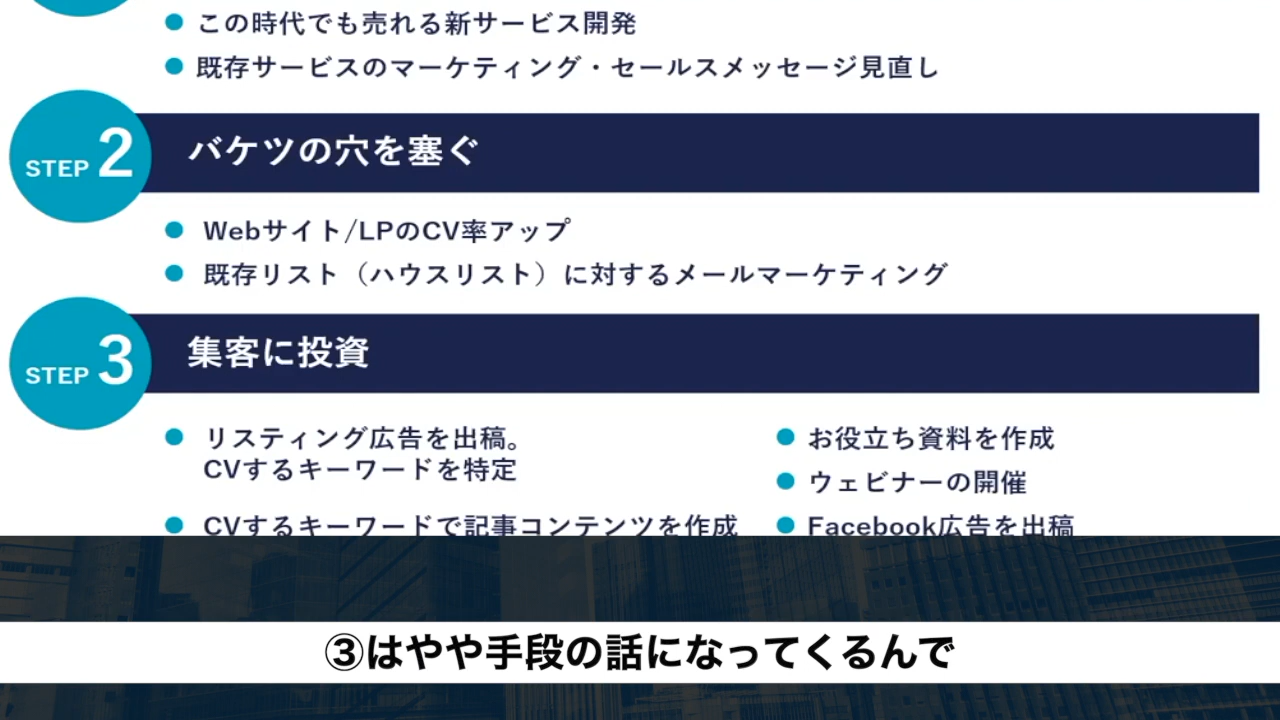 ● この時代でも売れる新サービス開発
● 既存サービスのマーケティング・セールスメッセージ見直し
STEP 2 バケツの穴を塞ぐ
● Webサイト/LPのCV率アップ
● 既存リスト（ハウスリスト）に対するメールマーケティング
STEP 3 集客に投資
● リスティング広告を出稿。
CVするキーワードを特定
● CVするキーワードで記事コンテンツを作成
● お役立ち資料を作成
● ウェビナーの開催
● Facebook広告を出稿
③はやや手段の話になってくるんで